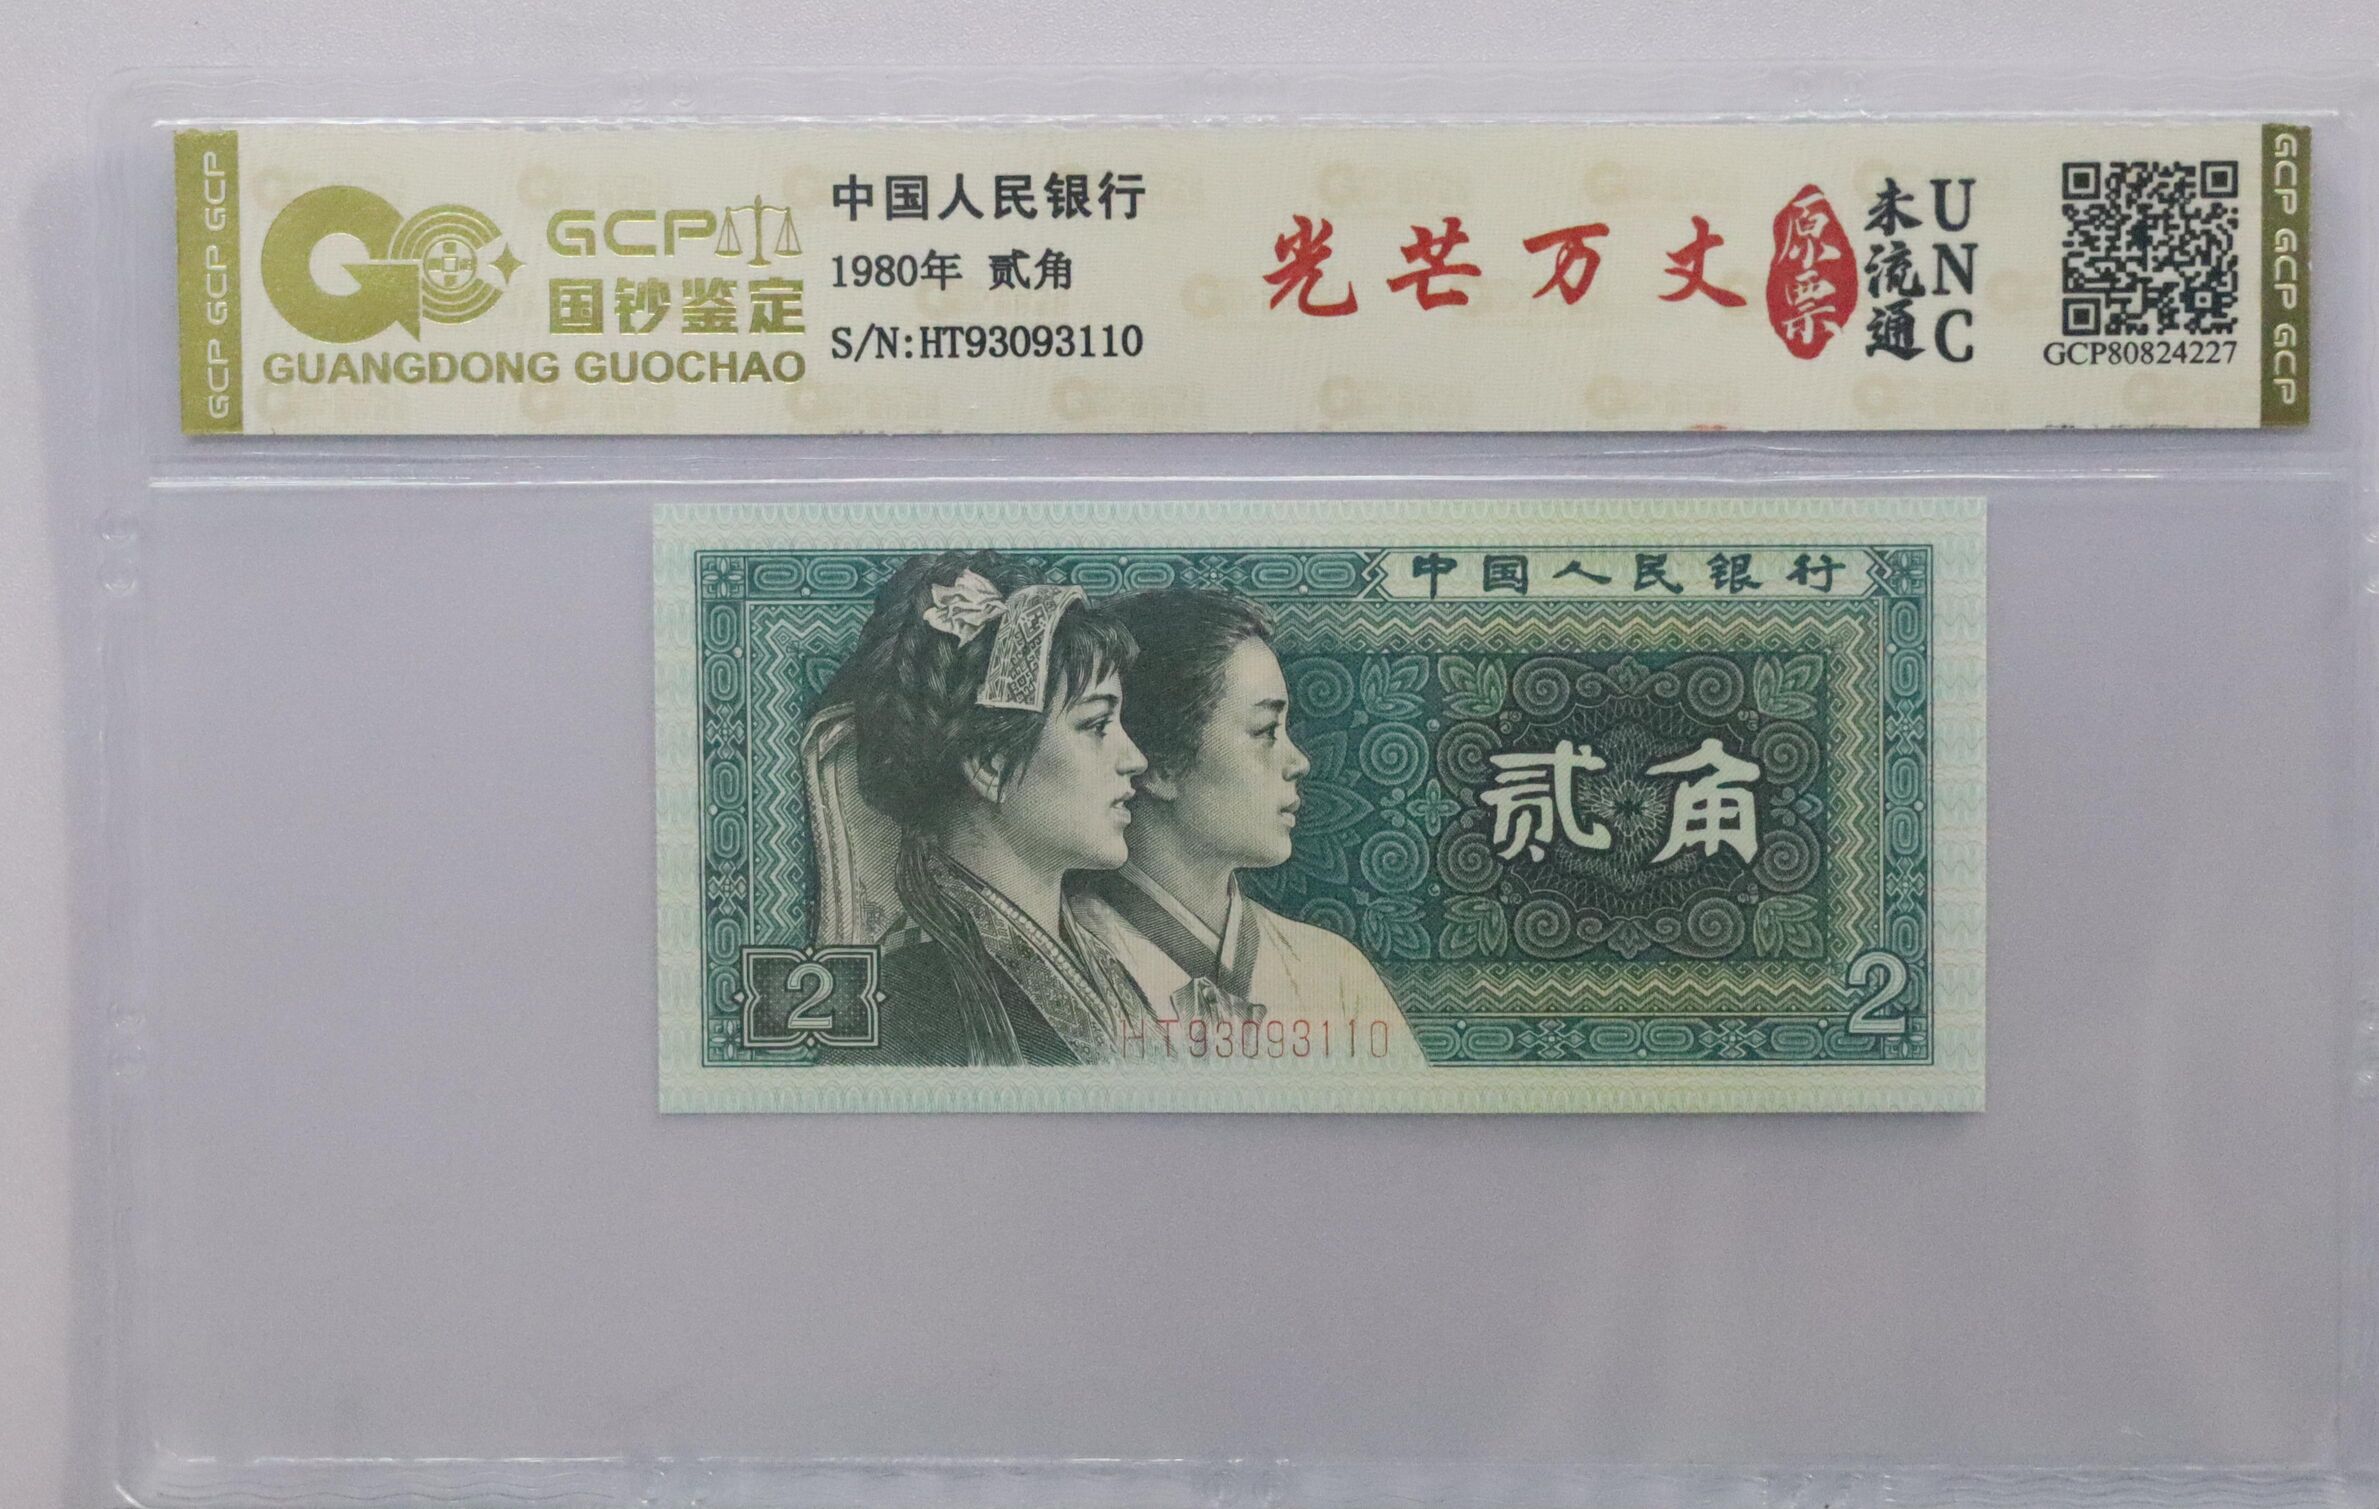 GCP GCP GCP
GCP
国钞鉴定
GUANGDONG GUOCHAO
中国人民银行
1980年 贰角
S/N:HT93093110
光芒万丈
原票
未流通
UNC
GCP80824227
GCP GCP GCP
中国人民银行
贰角
2
2
HT93093110